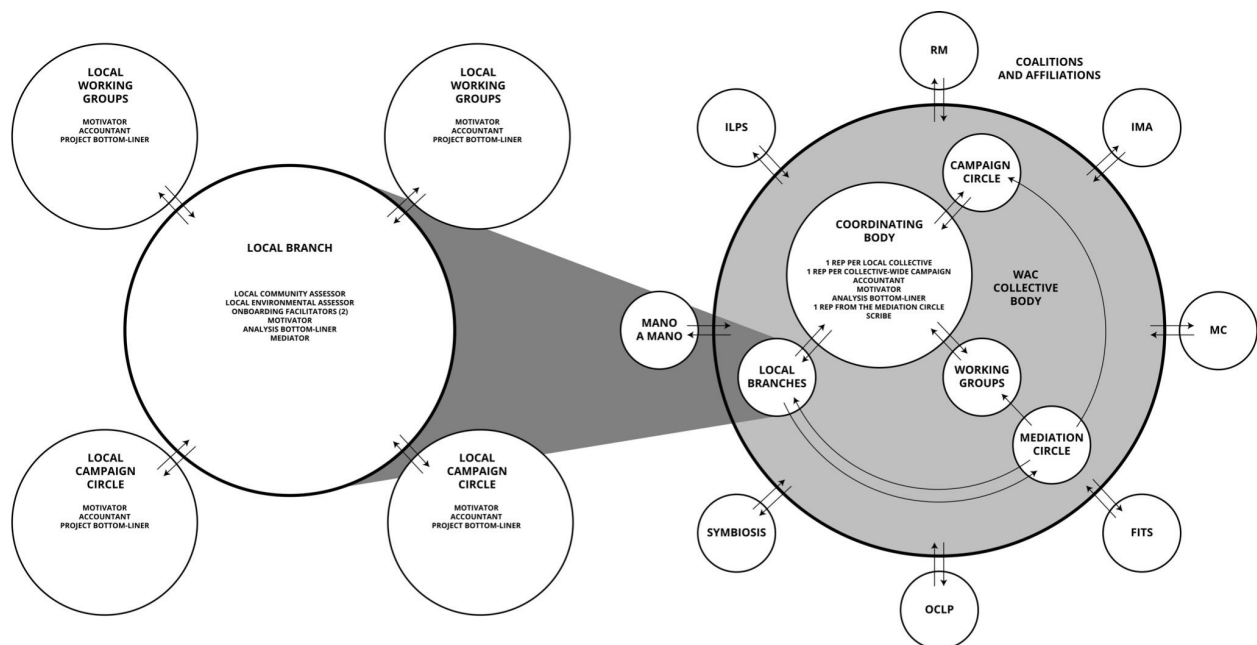 LOCAL
WORKING
GROUPS
MOTIVATOR
ACCOUNTANT
PROJECT BOTTOM-LINER
LOCAL
WORKING
GROUPS
MOTIVATOR
ACCOUNTANT
PROJECT BOTTOM-LINER
LOCAL BRANCH
LOCAL COMMUNITY ASSESSOR
LOCAL ENVIRONMENTAL ASSESSOR
ONBOARDING FACILITATORS (2)
MOTIVATOR
ANALYSIS BOTTOM-LINER
MEDIATOR
LOCAL
CAMPAIGN
CIRCLE
MOTIVATOR
ACCOUNTANT
PROJECT BOTTOM-LINER
LOCAL
CAMPAIGN
CIRCLE
MOTIVATOR
ACCOUNTANT
PROJECT BOTTOM-LINER
RM
COALITIONS
AND AFFILIATIONS
ILPS
IMA
CAMPAIGN
CIRCLE
COORDINATING
BODY
1 REP PER LOCAL COLLECTIVE
1 REP PER COLLECTIVE-WIDE CAMPAIGN
ACCOUNTANT
MOTIVATOR
ANALYSIS BOTTOM-LINER
1 REP FROM THE MEDIATION CIRCLE
SCRIBE
WAC
COLLECTIVE
BODY
MANO
A MANO
MC
LOCAL
BRANCHES
WORKING
GROUPS
MEDIATION
CIRCLE
SYMBIOSIS
FITS
OCLP